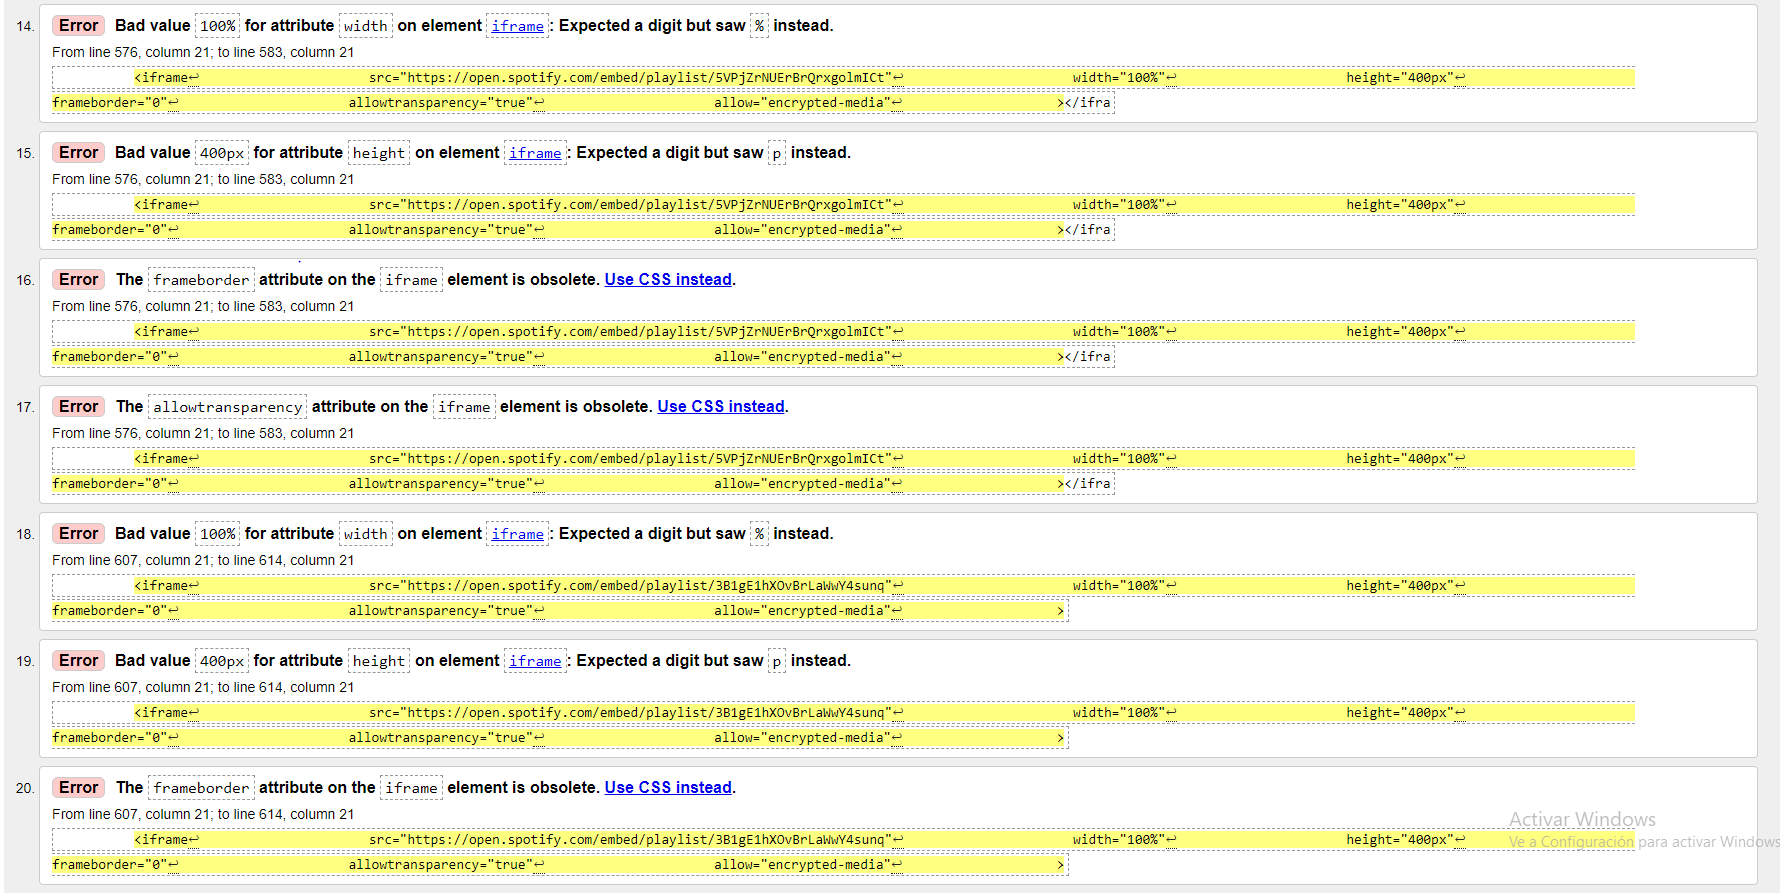 14. Error Bad value 100% for attribute width on element iframe: Expected a digit but saw % instead.
From line 576, column 21; to line 583, column 21
<iframe↩ src="https://open.spotify.com/embed/playlist/5VPjZrNUErBrQrxgolmICt"↩ width="100%"↩ height="400px"↩
frameborder="0"↩ allowtransparency="true"↩ allow="encrypted-media"↩ ></ifra
15. Error Bad value 400px for attribute height on element iframe: Expected a digit but saw p instead.
From line 576, column 21; to line 583, column 21
<iframe↩ src="https://open.spotify.com/embed/playlist/5VPjZrNUErBrQrxgolmICt"↩ width="100%"↩ height="400px"↩
frameborder="0"↩ allowtransparency="true"↩ allow="encrypted-media"↩ ></ifra
16. Error The frameborder attribute on the iframe element is obsolete. Use CSS instead.
From line 576, column 21; to line 583, column 21
<iframe↩ src="https://open.spotify.com/embed/playlist/5VPjZrNUErBrQrxgolmICt"↩ width="100%"↩ height="400px"↩
frameborder="0"↩ allowtransparency="true"↩ allow="encrypted-media"↩ ></ifra
17. Error The allowtransparency attribute on the iframe element is obsolete. Use CSS instead.
From line 576, column 21; to line 583, column 21
<iframe↩ src="https://open.spotify.com/embed/playlist/5VPjZrNUErBrQrxgolmICt"↩ width="100%"↩ height="400px"↩
frameborder="0"↩ allowtransparency="true"↩ allow="encrypted-media"↩ ></ifra
18. Error Bad value 100% for attribute width on element iframe: Expected a digit but saw % instead.
From line 607, column 21; to line 614, column 21
<iframe↩ src="https://open.spotify.com/embed/playlist/3B1gE1hXOvBrLaWwY4sunq"↩ width="100%"↩ height="400px"↩
frameborder="0"↩ allowtransparency="true"↩ allow="encrypted-media"↩ >
19. Error Bad value 400px for attribute height on element iframe: Expected a digit but saw p instead.
From line 607, column 21; to line 614, column 21
<iframe↩ src="https://open.spotify.com/embed/playlist/3B1gE1hXOvBrLaWwY4sunq"↩ width="100%"↩ height="400px"↩
frameborder="0"↩ allowtransparency="true"↩ allow="encrypted-media"↩ >
20. Error The frameborder attribute on the iframe element is obsolete. Use CSS instead.
From line 607, column 21; to line 614, column 21
Activar Windows
<iframe↩ src="https://open.spotify.com/embed/playlist/3B1gE1hXOvBrLaWwY4sunq"↩ width="100%"↩ height="400px"↩
Ve a Configuración para activar Windows
frameborder="0"↩ allowtransparency="true"↩ allow="encrypted-media"↩ >